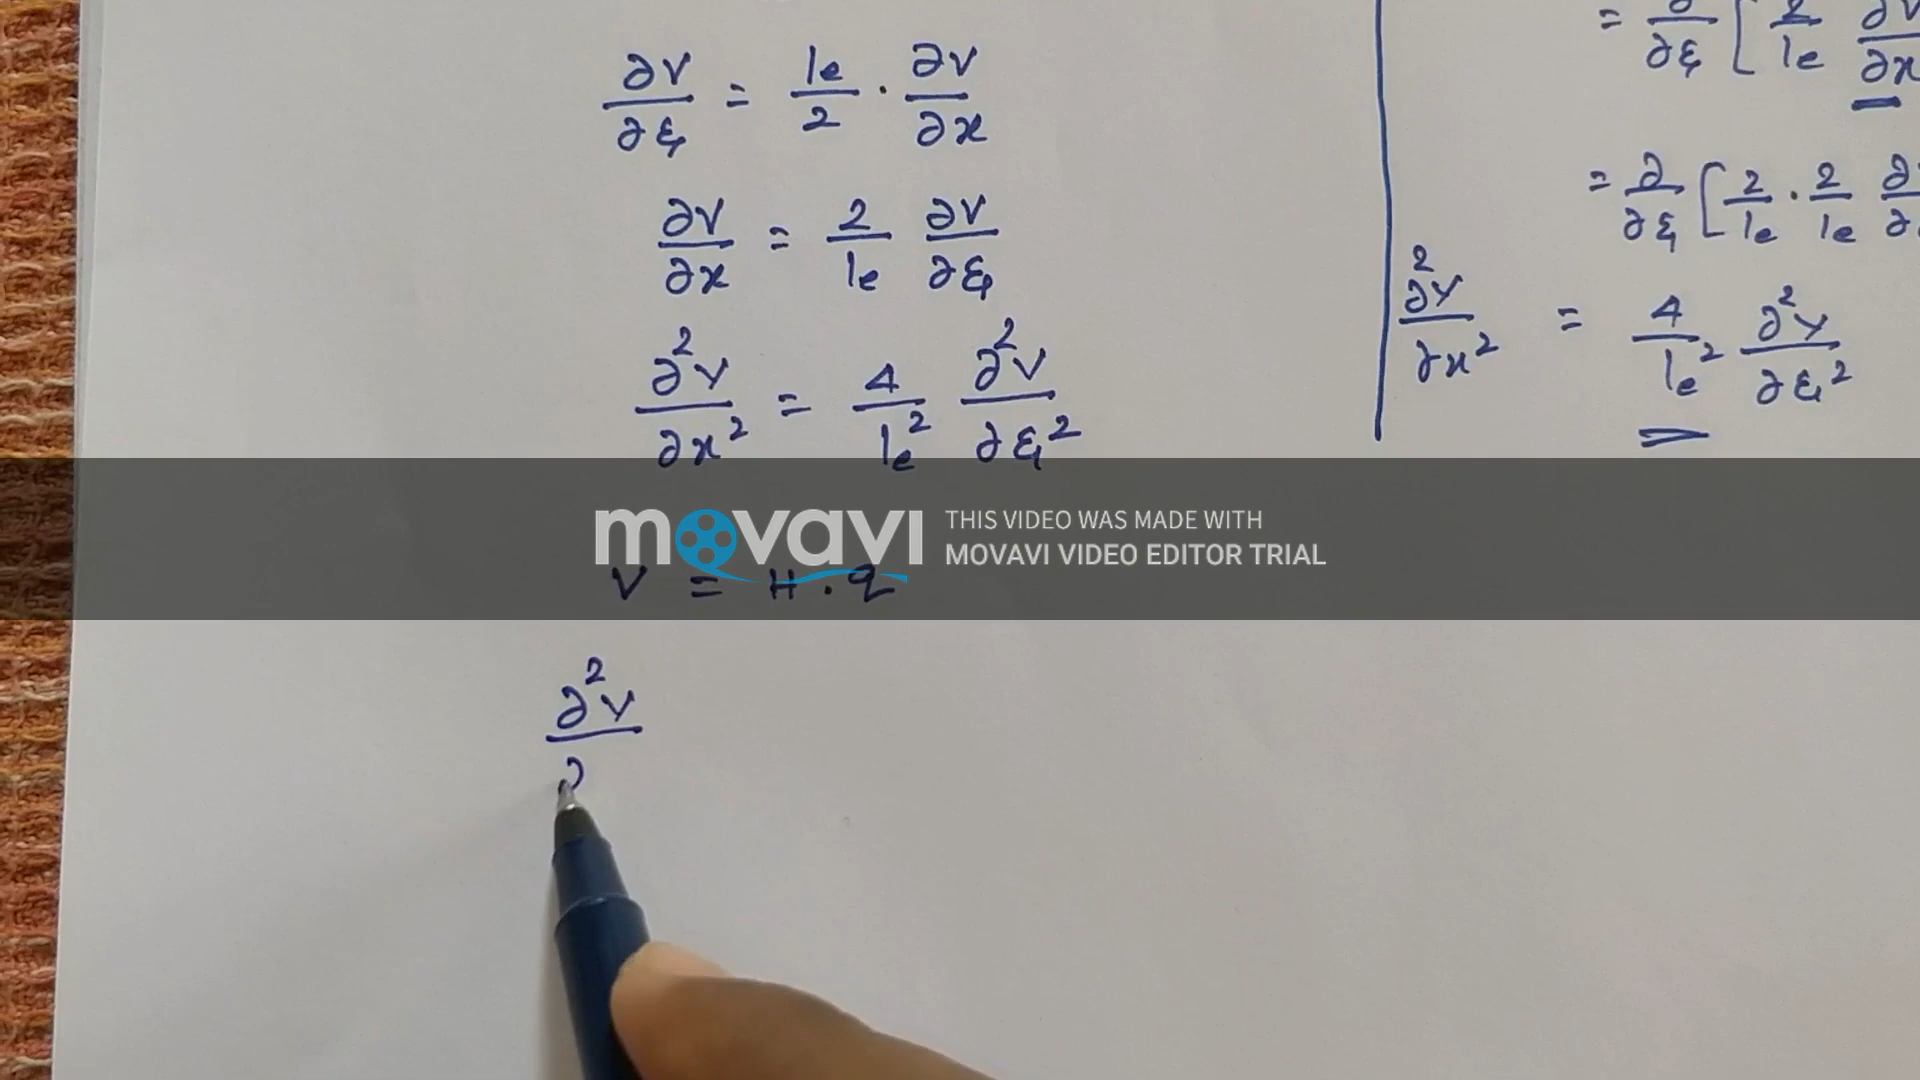 ∂v/∂ξ = le/2 · ∂v/∂x
∂v/∂x = 2/le ∂v/∂ξ
∂²v/∂x² = 4/le² ∂²v/∂ξ²
movavi THIS VIDEO WAS MADE WITH
MOVAVI VIDEO EDITOR TRIAL
v = H · q
∂²v/∂
= ∂/∂ξ [ 2/le ∂v/∂x
= ∂/∂ξ [ 2/le · 2/le
∂²v/∂x² = 4/le² ∂²v/∂ξ²